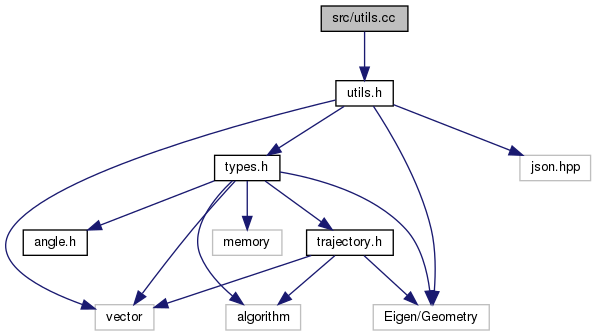 src/utils.cc
utils.h
types.h
json.hpp
angle.h
memory
trajectory.h
vector
algorithm
Eigen/Geometry